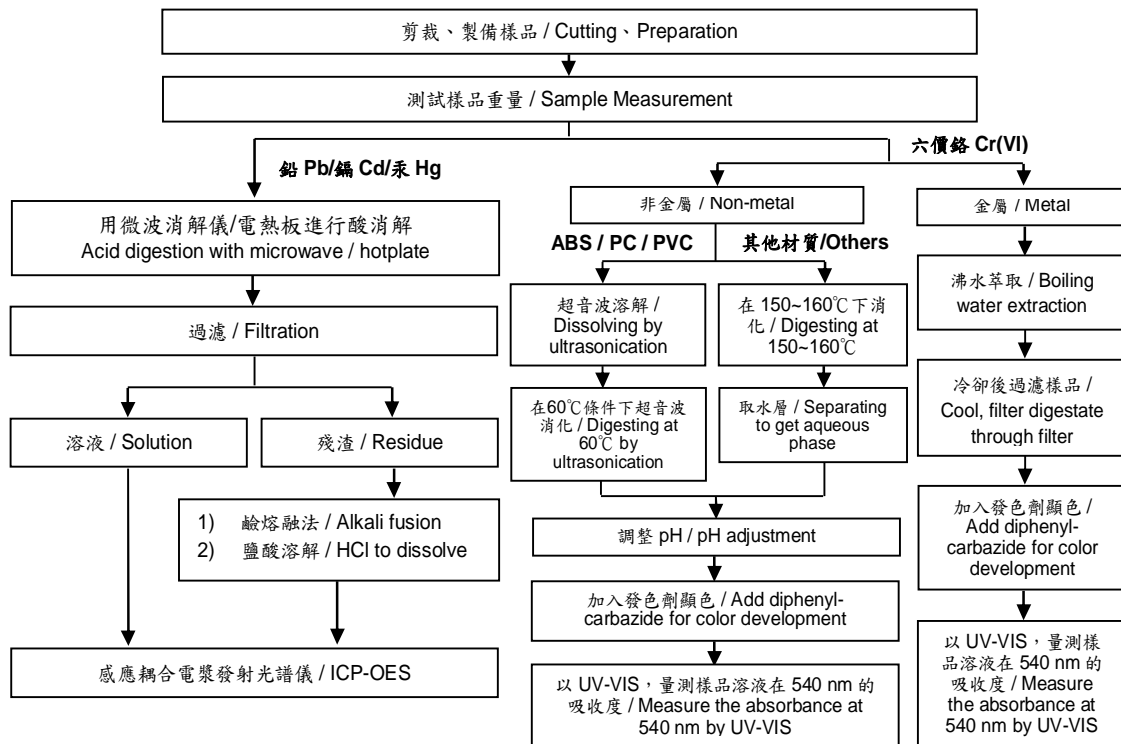 剪裁、製備樣品 / Cutting、Preparation
測試樣品重量 / Sample Measurement
鉛 Pb/鎘 Cd/汞 Hg
六價鉻 Cr(VI)
用微波消解儀/電熱板進行酸消解
Acid digestion with microwave / hotplate
過濾 / Filtration
溶液 / Solution
殘渣 / Residue
1) 鹼熔融法 / Alkali fusion
2) 鹽酸溶解 / HCl to dissolve
感應耦合電漿發射光譜儀 / ICP-OES
非金屬 / Non-metal
ABS / PC / PVC
其他材質/Others
超音波溶解 /
Dissolving by
ultrasonication
在60℃條件下超音波
消化 / Digesting at
60℃ by
ultrasonication
在 150~160℃下消
化 / Digesting at
150~160℃
取水層 / Separating
to get aqueous
phase
調整 pH / pH adjustment
加入發色劑顯色 / Add diphenyl-
carbazide for color development
以 UV-VIS，量測樣品溶液在 540 nm 的
吸收度 / Measure the absorbance at
540 nm by UV-VIS
金屬 / Metal
沸水萃取 / Boiling
water extraction
冷卻後過濾樣品 /
Cool, filter digestate
through filter
加入發色劑顯色 /
Add diphenyl-
carbazide for color
development
以 UV-VIS，量測樣
品溶液在 540 nm 的
吸收度 / Measure
the absorbance at
540 nm by UV-VIS